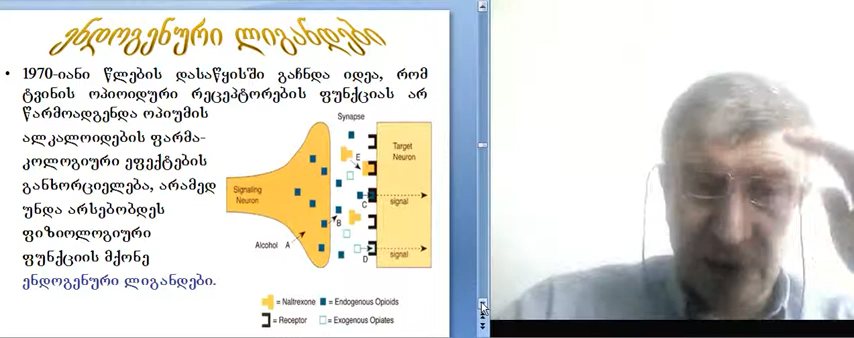 ენდოგენური ლიგანდები
• 1970-იანი წლების დასაწყისში გაჩნდა იდეა, რომ
ტვინის ოპიოიდური რეცეპტორების ფუნქციას არ
წარმოადგენდა ოპიუმის
ალკალოიდების ფარმა-
კოლოგიური ეფექტების
განხორციელება, არამედ
უნდა არსებობდეს
ფიზიოლოგიური
ფუნქციის მქონე
ენდოგენური ლიგანდები.
Synapse
Target
Neuron
Signaling
Neuron
E
C
B
D
signal
signal
Alcohol A
= Naltrexone = Endogenous Opioids
= Receptor = Exogenous Opiates